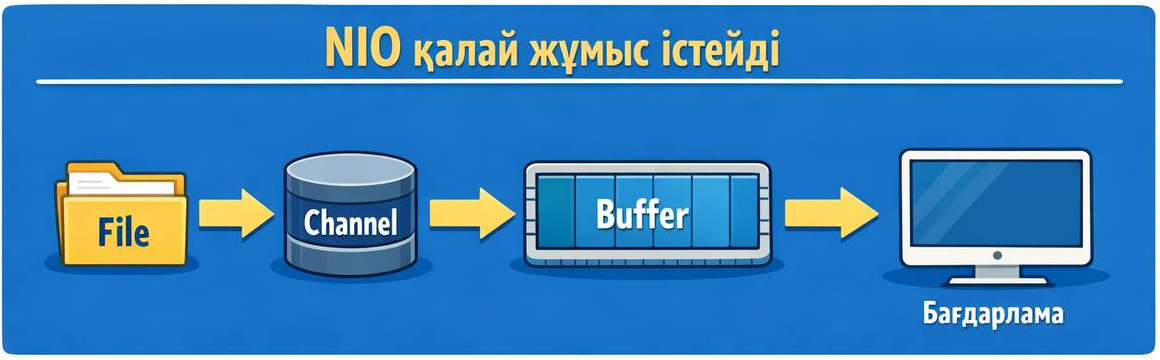 NIO қалай жұмыс істейді
File
Channel
Buffer
Бағдарлама